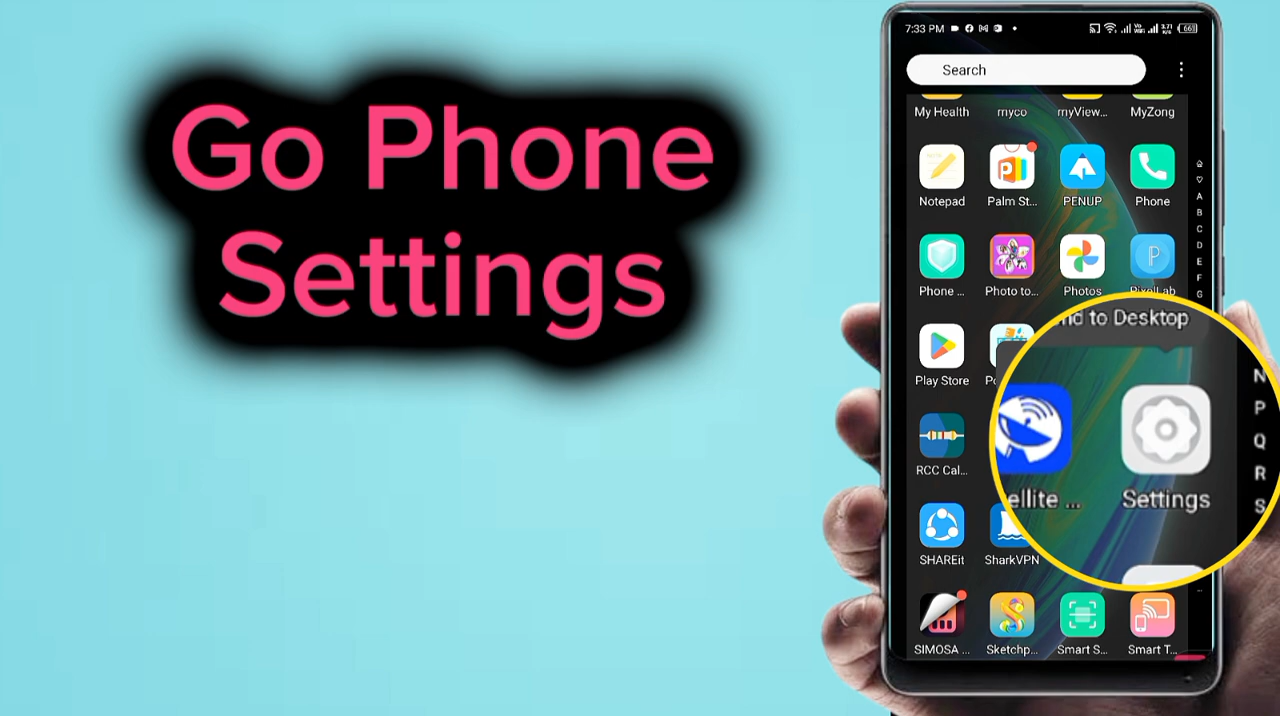 Go Phone
Settings
7:33 PM
Search
My Health
myco
myView...
MyZong
Notepad
Palm St...
PENUP
Phone
Phone ...
Photo to...
Photos
PixelLab
Play Store
RCC Cal...
SHAREit
SharkVPN
SIMOSA ...
Sketchp...
Smart S...
Smart T...
A
B
C
D
E
F
G
to Desktop
ellite ...
Settings
N
P
Q
R
S